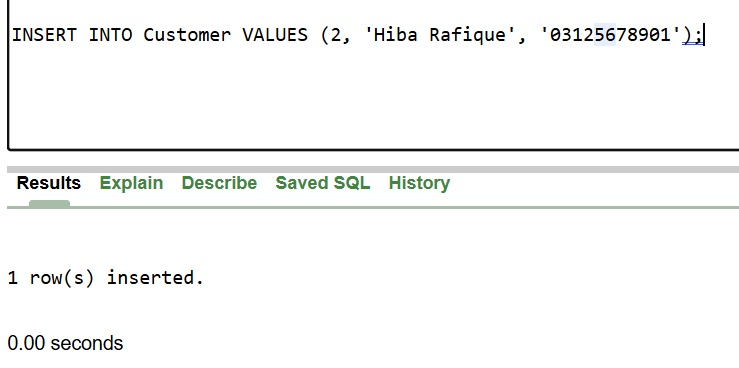 INSERT INTO Customer VALUES (2, 'Hiba Rafique', '03125678901');
Results Explain Describe Saved SQL History
1 row(s) inserted.
0.00 seconds